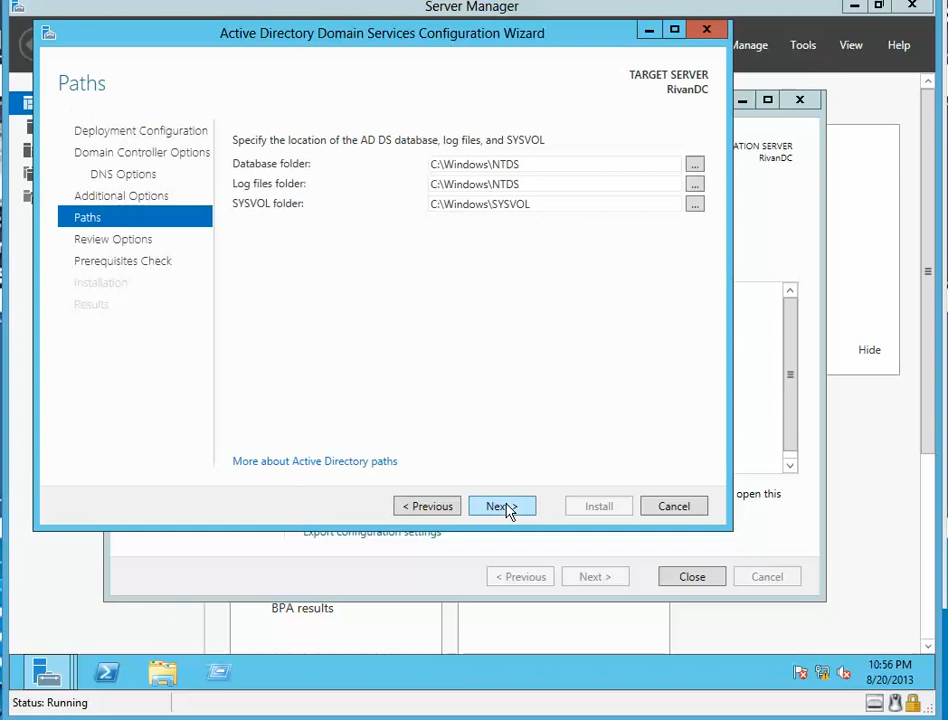 Server Manager
Active Directory Domain Services Configuration Wizard
Manage Tools View Help
Paths
TARGET SERVER
RivanDC
Deployment Configuration
Domain Controller Options
DNS Options
Additional Options
Paths
Review Options
Prerequisites Check
Installation
Results
Specify the location of the AD DS database, log files, and SYSVOL
Database folder: C:\Windows\NTDS ...
Log files folder: C:\Windows\NTDS ...
SYSVOL folder: C:\Windows\SYSVOL ...
More about Active Directory paths
< Previous Next > Install Cancel
SERVER
RivanDC
Hide
open this
Export configuration settings
< Previous Next > Close Cancel
BPA results
10:56 PM
8/20/2013
Status: Running